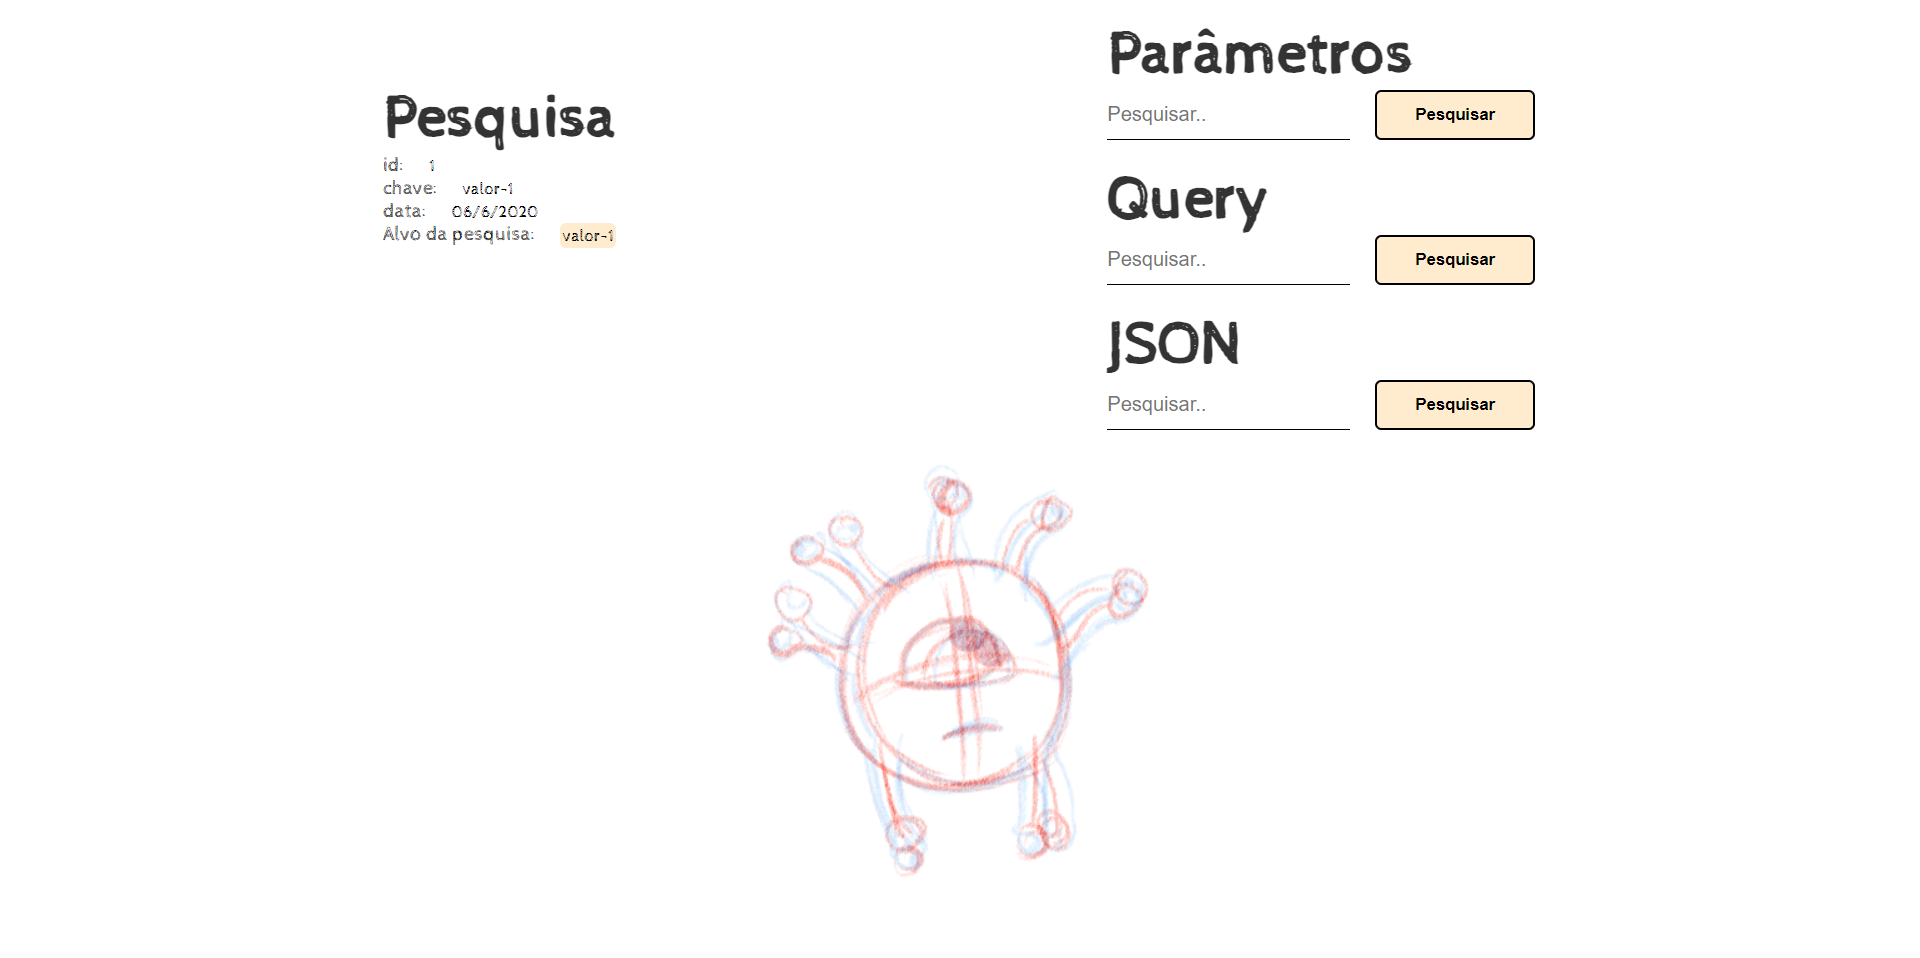 Pesquisa
id: 1
chave: valor-1
data: 06/6/2020
Alvo da pesquisa: valor-1
Parâmetros
Pesquisar.. Pesquisar
Query
Pesquisar.. Pesquisar
JSON
Pesquisar.. Pesquisar